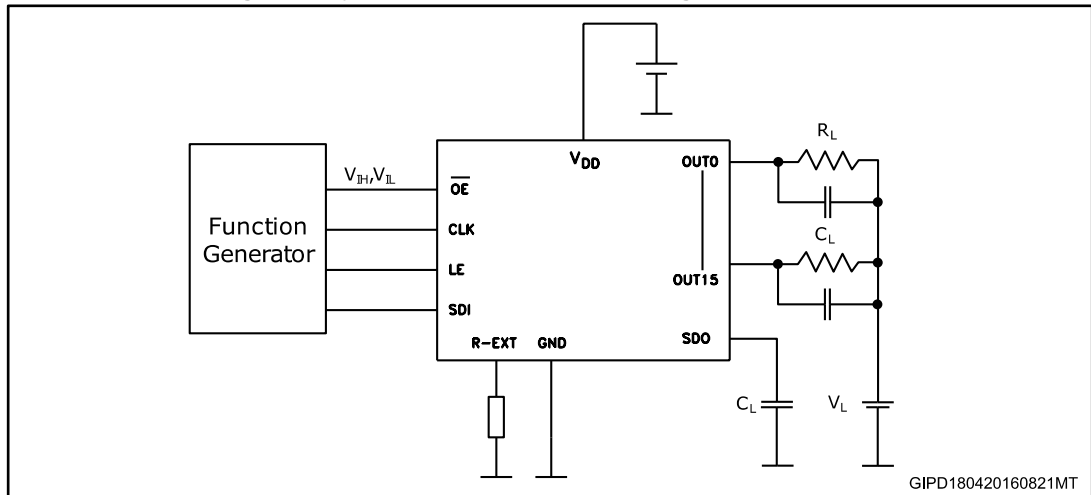 V_DD
OUT0
R_L
V_IH,V_IL
OE
CLK
Function
Generator
LE
C_L
OUT15
SDI
SDO
R-EXT
GND
C_L
V_L
GIPD180420160821MT